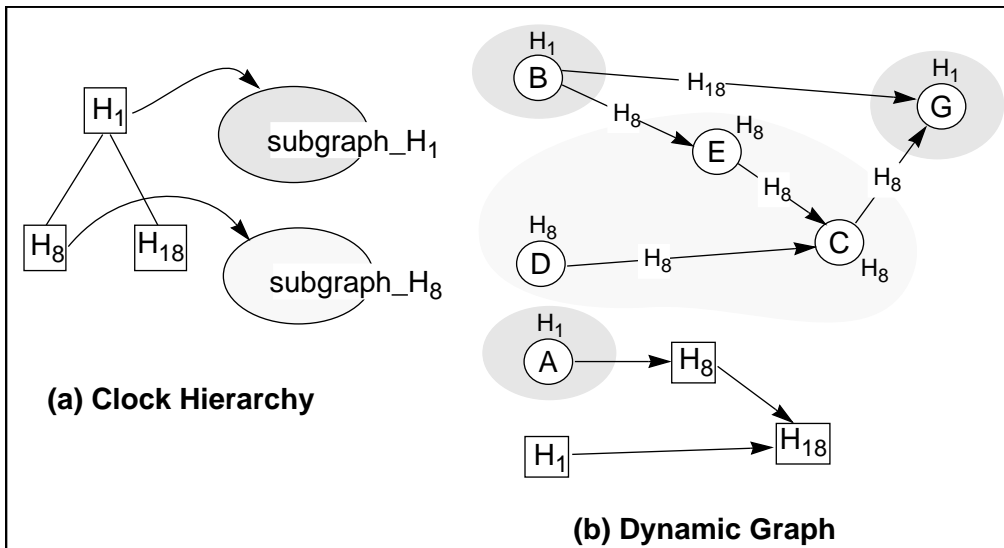 H1
subgraph_H1
H8
H18
subgraph_H8
(a) Clock Hierarchy
H1
B
H18
H1
G
H8
H8
E
H8
H8
H8
D
H8
C
H8
H1
A
H8
H1
H18
(b) Dynamic Graph